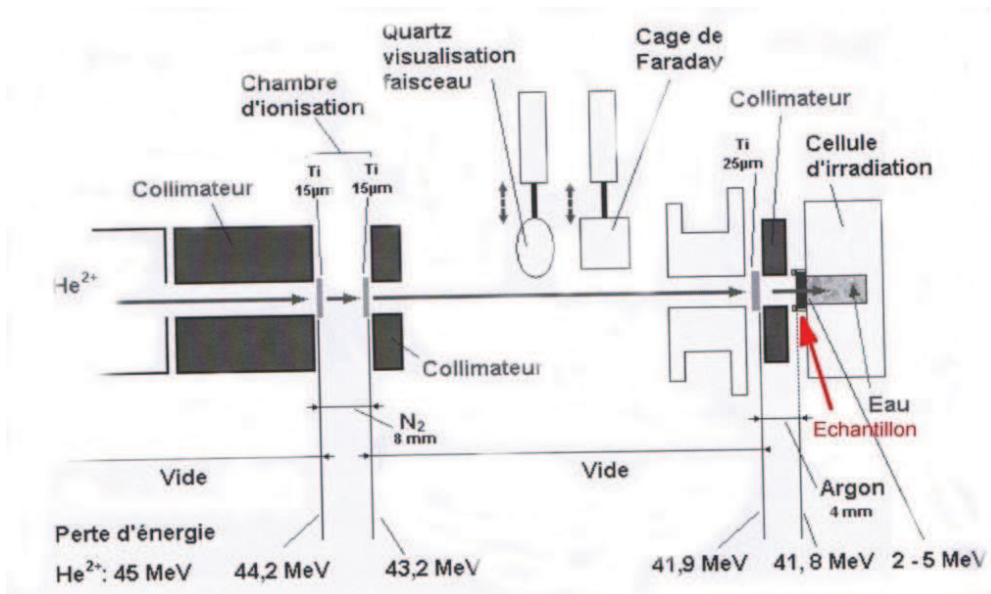 Quartz
visualisation
faisceau
Cage de
Faraday
Chambre
d'ionisation
Collimateur
Ti
25µm
Cellule
d'irradiation
Ti
15µm
Ti
15µm
Collimateur
He2+
Collimateur
N2
8 mm
Eau
Echantillon
Vide
Vide
Argon
4 mm
Perte d'énergie
He2+: 45 MeV
44,2 MeV
43,2 MeV
41,9 MeV
41,8 MeV
2 - 5 MeV